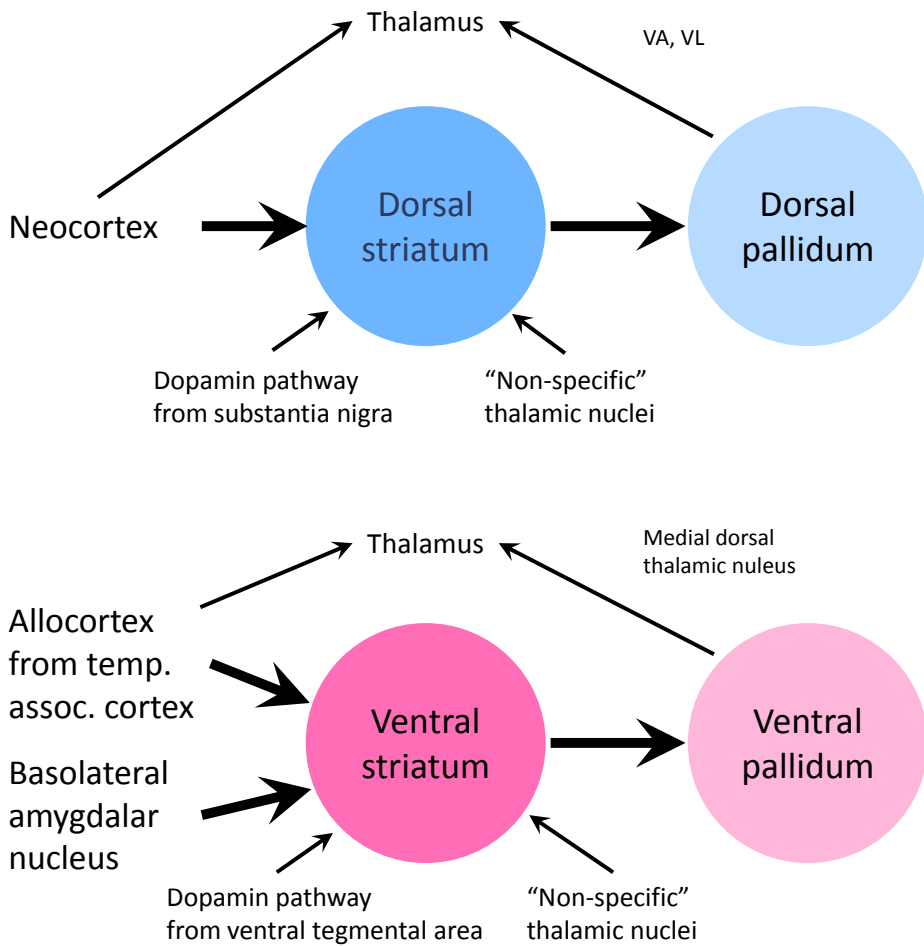 Thalamus
VA, VL
Neocortex
Dorsal
striatum
Dorsal
pallidum
Dopamin pathway
from substantia nigra
“Non-specific”
thalamic nuclei
Thalamus
Medial dorsal
thalamic nuleus
Allocortex
from temp.
assoc. cortex
Basolateral
amygdalar
nucleus
Ventral
striatum
Ventral
pallidum
Dopamin pathway
from ventral tegmental area
“Non-specific”
thalamic nuclei